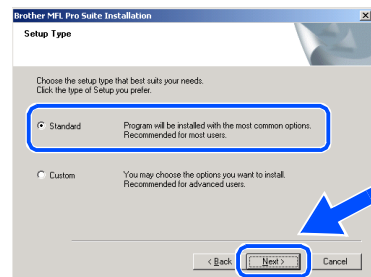 Brother MFL Pro Suite Installation
Setup Type
Choose the setup type that best suits your needs.
Click the type of Setup you prefer.
Standard
Program will be installed with the most common options.
Recommended for most users.
Custom
You may choose the options you want to install.
Recommended for advanced users.
< Back
Next >
Cancel